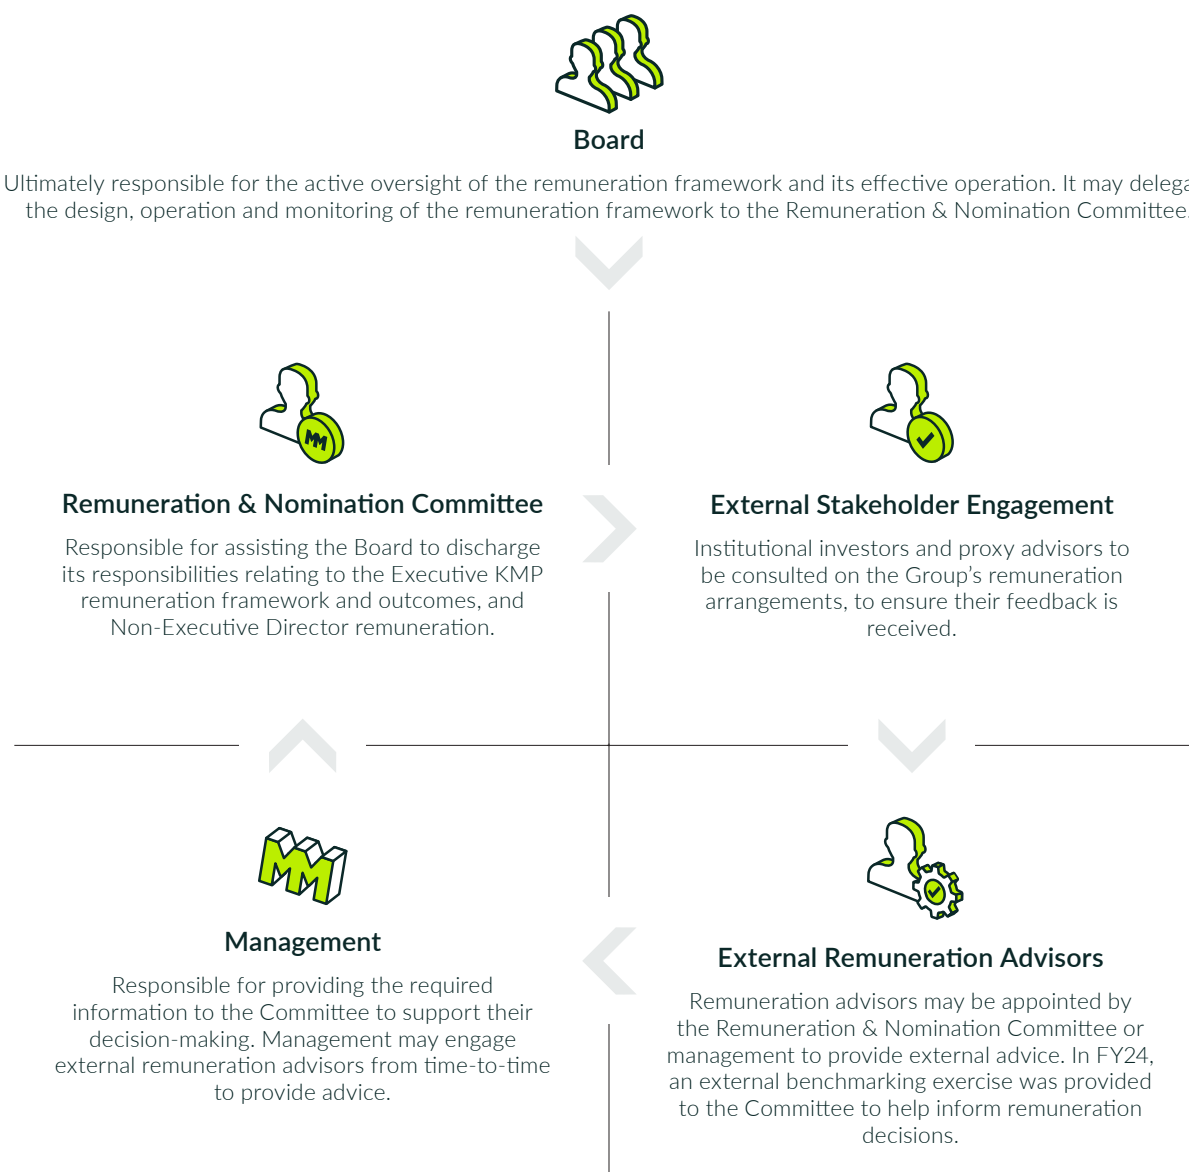 Board
Ultimately responsible for the active oversight of the remuneration framework and its effective operation. It may
the design, operation and monitoring of the remuneration framework to the Remuneration & Nomination Committee.
MM
Remuneration & Nomination Committee
Responsible for assisting the Board to discharge
its responsibilities relating to the Executive KMP
remuneration framework and outcomes, and
Non-Executive Director remuneration.
External Stakeholder Engagement
Institutional investors and proxy advisors to
be consulted on the Group’s remuneration
arrangements, to ensure their feedback is
received.
MM
Management
Responsible for providing the required
information to the Committee to support their
decision-making. Management may engage
external remuneration advisors from time-to-time
to provide advice.
External Remuneration Advisors
Remuneration advisors may be appointed by
the Remuneration & Nomination Committee or
management to provide external advice. In FY24,
an external benchmarking exercise was provided
to the Committee to help inform remuneration
decisions.